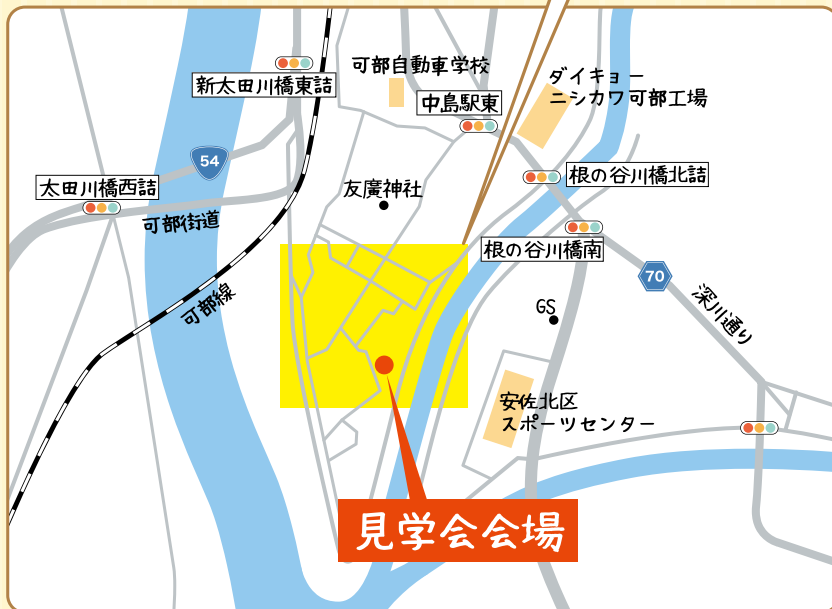 可部自動車学校
ダイキョー
ニシカワ可部工場
新太田川橋東詰
中島駅東
54
太田川橋西詰
友廣神社
根の谷川橋北詰
可部街道
根の谷川橋南
70
可部線
GS
深川通り
安佐北区
スポーツセンター
見学会会場